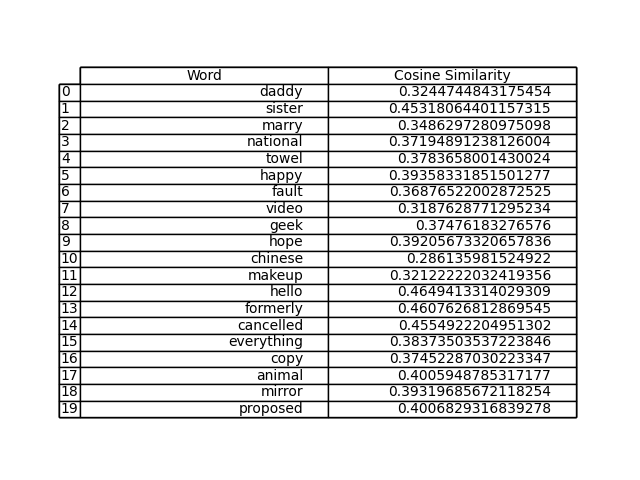 Word Cosine Similarity
0 daddy 0.3244744843175454
1 sister 0.45318064401157315
2 marry 0.3486297280975098
3 national 0.37194891238126004
4 towel 0.3783658001430024
5 happy 0.39358331851501277
6 fault 0.36876522002872525
7 video 0.3187628771295234
8 geek 0.37476183276576
9 hope 0.39205673320657836
10 chinese 0.286135981524922
11 makeup 0.32122222032419356
12 hello 0.4649413314029309
13 formerly 0.4607626812869545
14 cancelled 0.4554922204951302
15 everything 0.38373503537223846
16 copy 0.37452287030223347
17 animal 0.4005948785317177
18 mirror 0.39319685672118254
19 proposed 0.4006829316839278